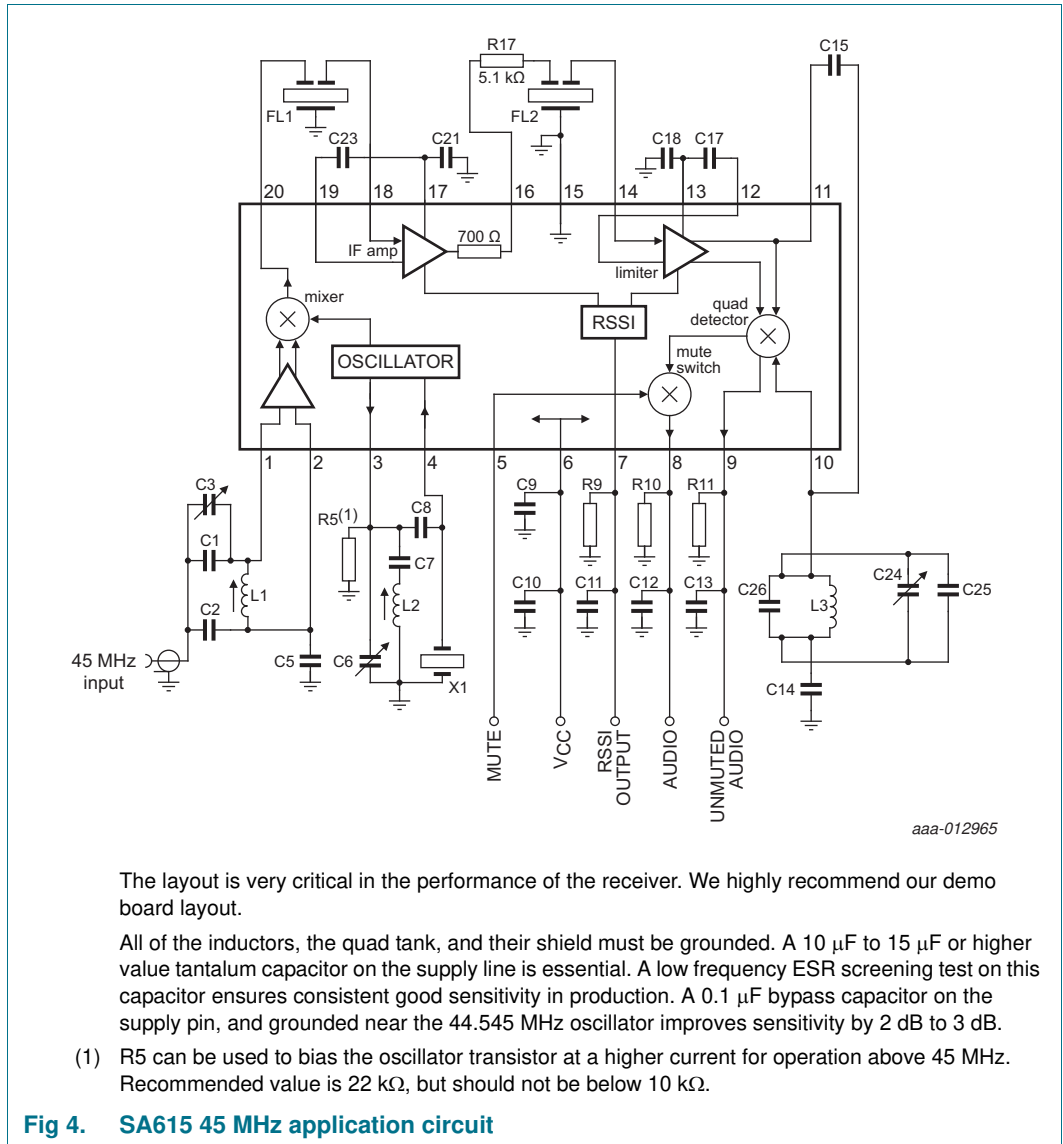 R17
C15
5.1 kΩ
FL1
FL2
C23
C21
C18 C17
20 19 18 17 16 15 14 13 12 11
700 Ω
IF amp
limiter
mixer
quad
detector
RSSI
OSCILLATOR
mute
switch
1 2 3 4 5 6 7 8 9 10
C3
R5(1)
C8
C9
R9
R10
R11
C1
C7
L1
L2
C2
C10
C11
C12
C13
C26
L3
C24
C25
45 MHz
input
C5
C6
X1
C14
MUTE
VCC
RSSI
OUTPUT
AUDIO
UNMUTED
AUDIO
aaa-012965
The layout is very critical in the performance of the receiver. We highly recommend our demo
board layout.
All of the inductors, the quad tank, and their shield must be grounded. A 10 μF to 15 μF or higher
value tantalum capacitor on the supply line is essential. A low frequency ESR screening test on this
capacitor ensures consistent good sensitivity in production. A 0.1 μF bypass capacitor on the
supply pin, and grounded near the 44.545 MHz oscillator improves sensitivity by 2 dB to 3 dB.
(1) R5 can be used to bias the oscillator transistor at a higher current for operation above 45 MHz.
Recommended value is 22 kΩ, but should not be below 10 kΩ.
Fig 4. SA615 45 MHz application circuit